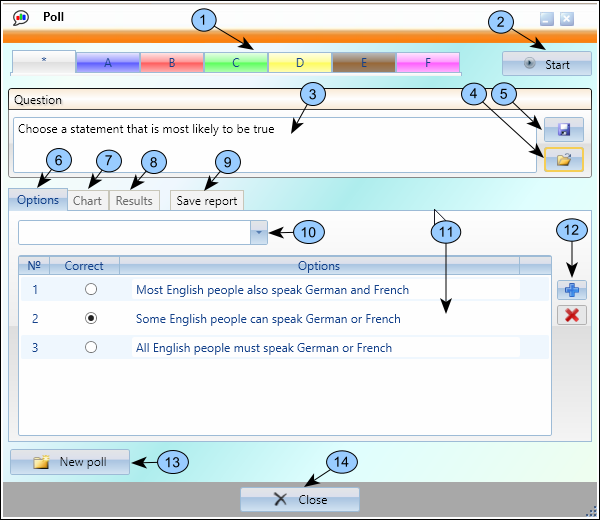 Poll
1
2
* A B C D E F
Start
Question
3
4
5
Choose a statement that is most likely to be true
6
7
8
9
Options Chart Results Save report
10
11
12
№ Correct Options
1 Most English people also speak German and French
2 Some English people can speak German or French
3 All English people must speak German or French
New poll
13
14
Close